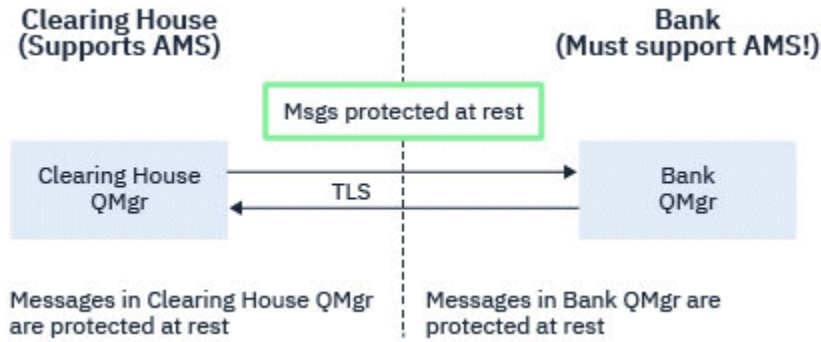 Clearing House
(Supports AMS)
Bank
(Must support AMS!)
Msgs protected at rest
Clearing House
QMgr
TLS
Bank
QMgr
Messages in Clearing House QMgr
are protected at rest
Messages in Bank QMgr are
protected at rest